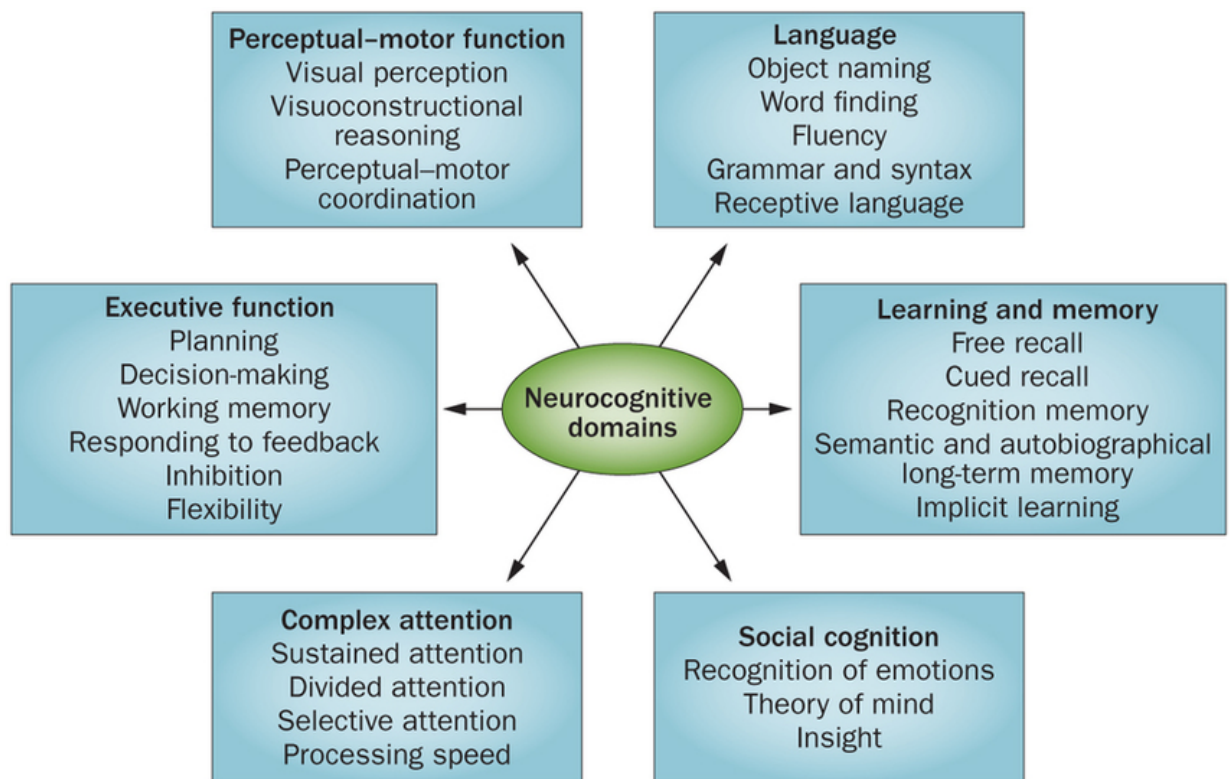 Perceptual–motor function
Visual perception
Visuoconstructional
reasoning
Perceptual–motor
coordination
Language
Object naming
Word finding
Fluency
Grammar and syntax
Receptive language
Executive function
Planning
Decision-making
Working memory
Responding to feedback
Inhibition
Flexibility
Neurocognitive
domains
Learning and memory
Free recall
Cued recall
Recognition memory
Semantic and autobiographical
long-term memory
Implicit learning
Complex attention
Sustained attention
Divided attention
Selective attention
Processing speed
Social cognition
Recognition of emotions
Theory of mind
Insight